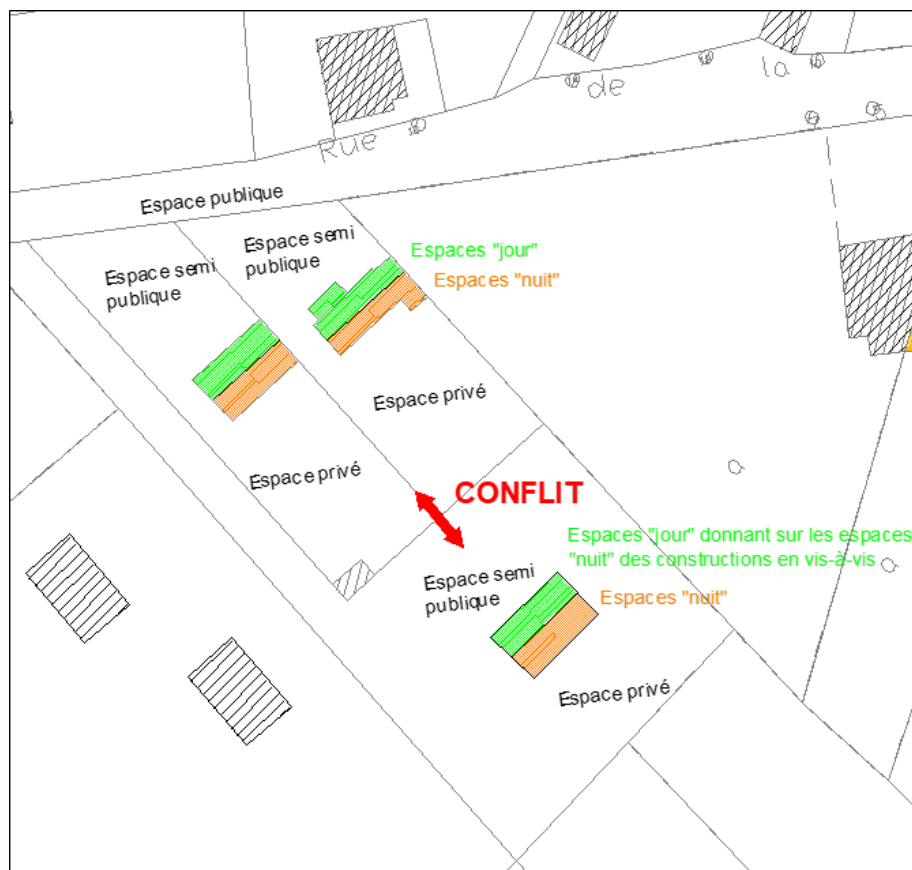 Rue de la
Espace publique
Espace semi
publique
Espace semi
publique
Espaces "jour"
Espaces "nuit"
Espace privé
Espace privé
CONFLIT
Espaces "jour" donnant sur les espaces
"nuit" des constructions en vis-à-vis
Espace semi
publique
Espaces "nuit"
Espace privé